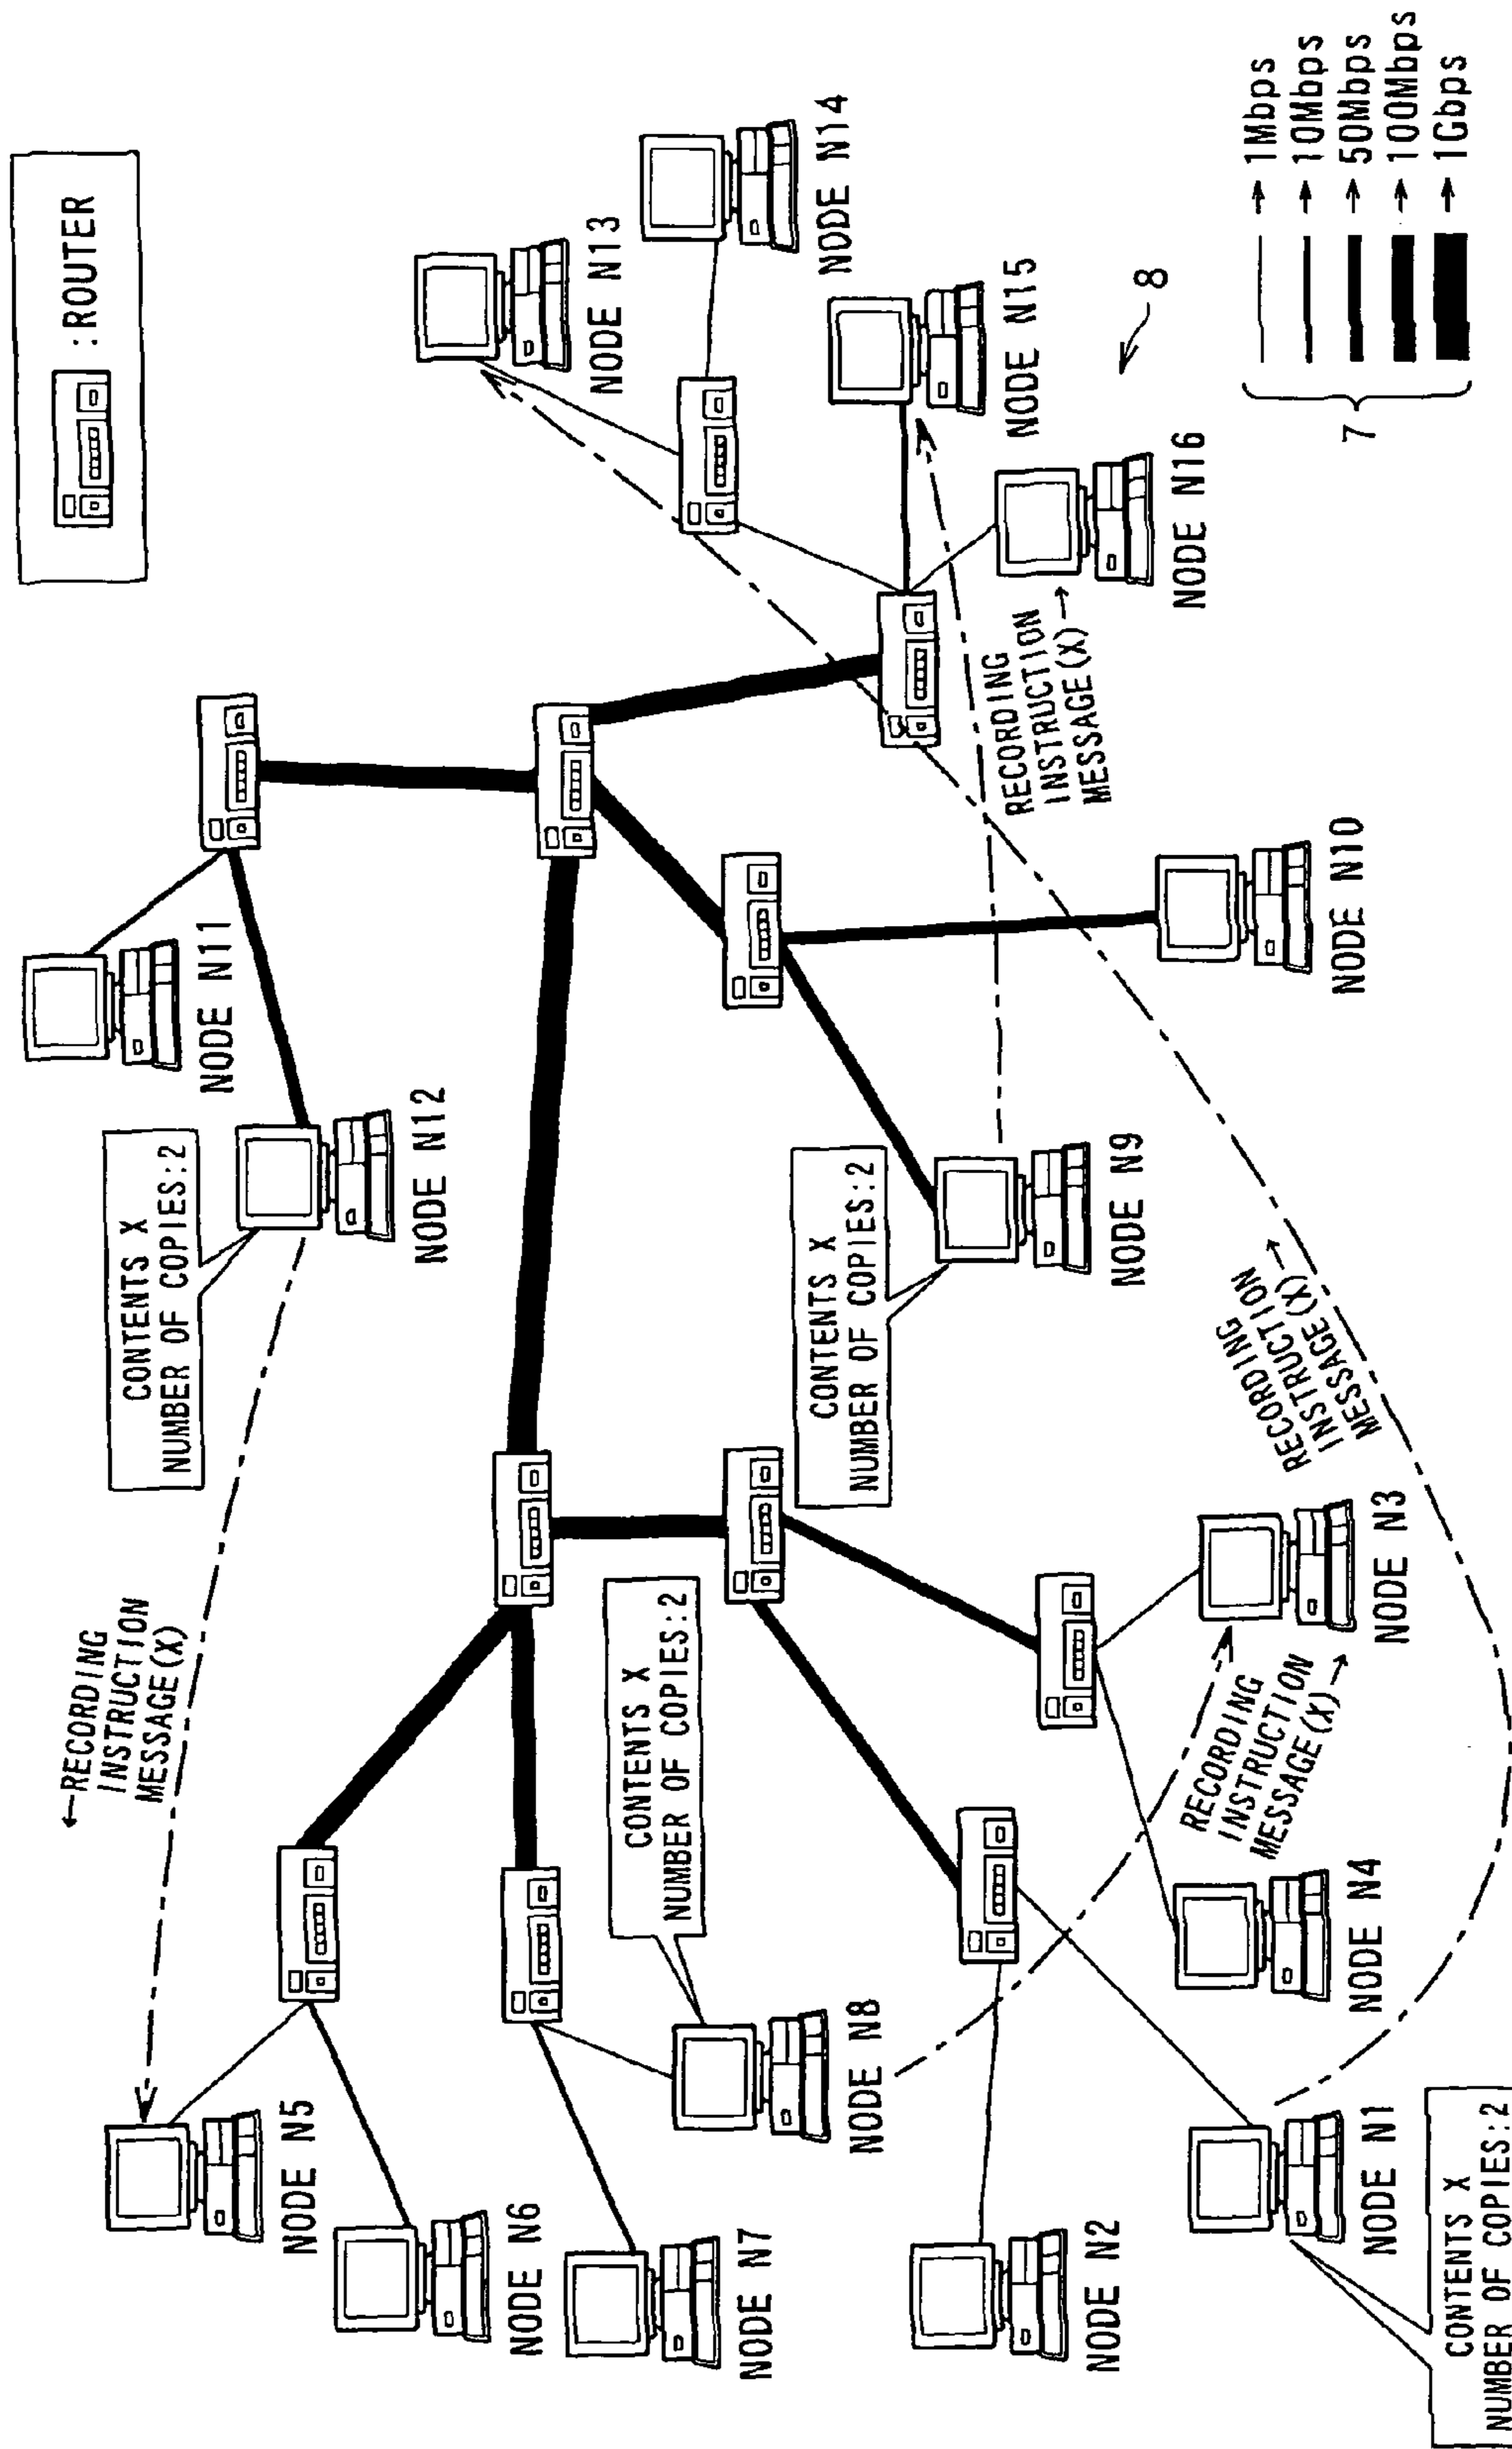 :ROUTER
NODE N11
CONTENTS X
NUMBER OF COPIES:2
NODE N12
←RECORDING
INSTRUCTION
MESSAGE(X)
NODE N5
NODE N6
NODE N7
CONTENTS X
NUMBER OF COPIES:2
NODE N8
NODE N13
NODE N14
NODE N15
NODE N16
RECORDING
INSTRUCTION
MESSAGE(X)→
CONTENTS X
NUMBER OF COPIES:2
NODE N9
NODE N10
RECORDING
INSTRUCTION
MESSAGE(X)→
NODE N3
RECORDING
INSTRUCTION
MESSAGE(X)→
NODE N4
NODE N2
NODE N1
CONTENTS X
NUMBER OF COPIES:2
8
7
→ 1Mbps
→ 10Mbps
→ 50Mbps
→ 100Mbps
→ 1Gbps